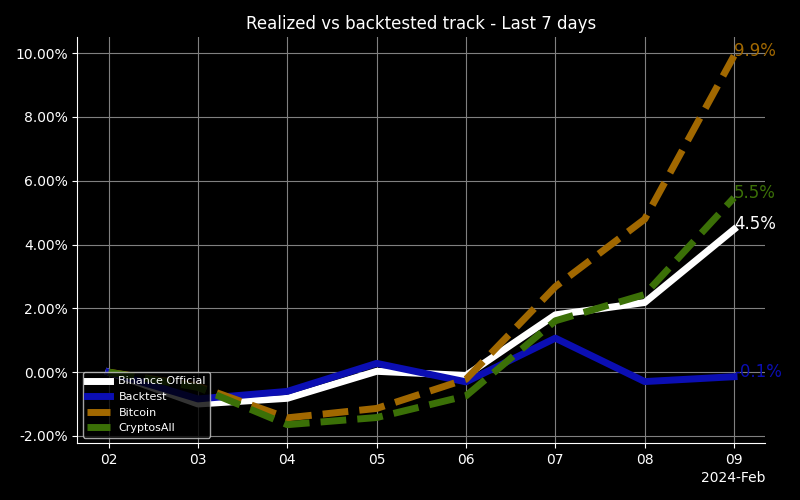 Realized vs backtested track - Last 7 days
10.00%
8.00%
6.00%
4.00%
2.00%
0.00%
-2.00%
9.9%
5.5%
4.5%
-0.1%
Binance Official
Backtest
Bitcoin
CryptosAll
02 03 04 05 06 07 08 09
2024-Feb